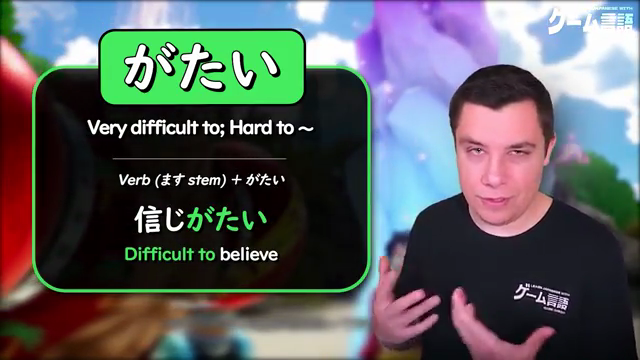 がたい
Very difficult to; Hard to ～
Verb (ます stem) + がたい
信じがたい
Difficult to believe
ゲーム言語
ゲーム言語